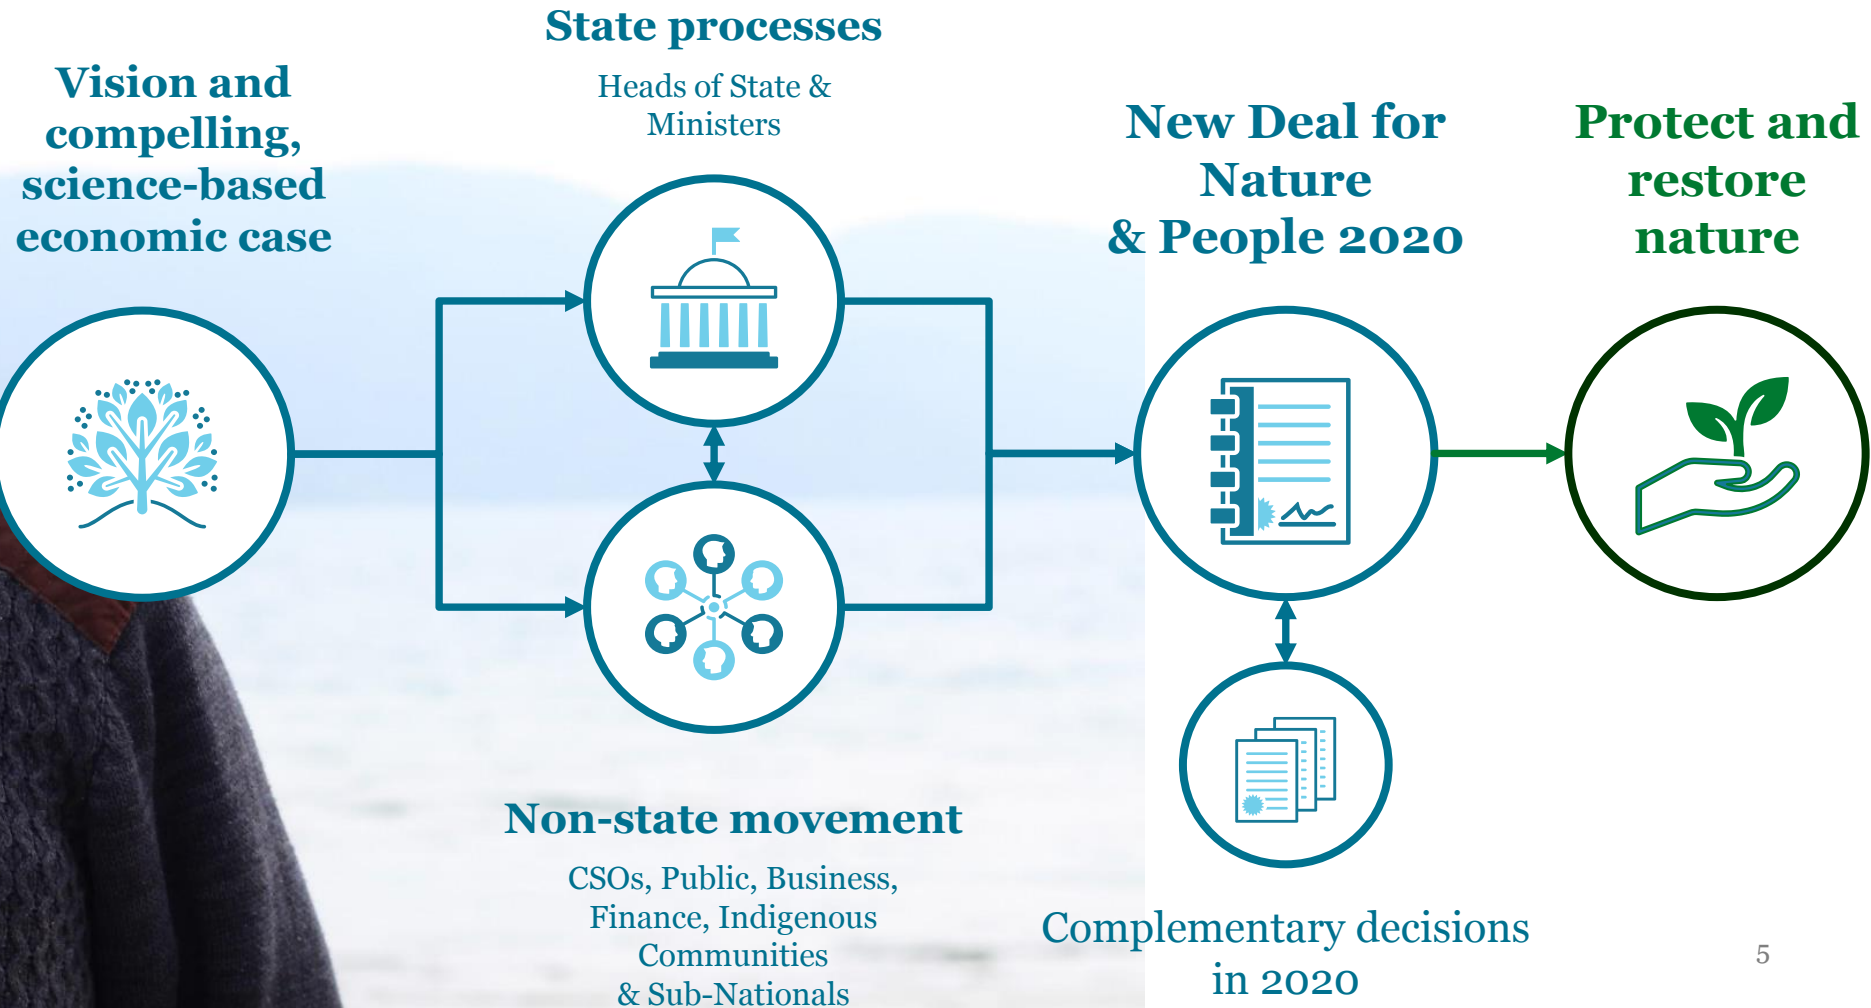 Vision and
compelling,
science-based
economic case
State processes
Heads of State &
Ministers
Non-state movement
CSOs, Public, Business,
Finance, Indigenous
Communities
& Sub-Nationals
New Deal for
Nature
& People 2020
Complementary decisions
in 2020
Protect and
restore
nature
5